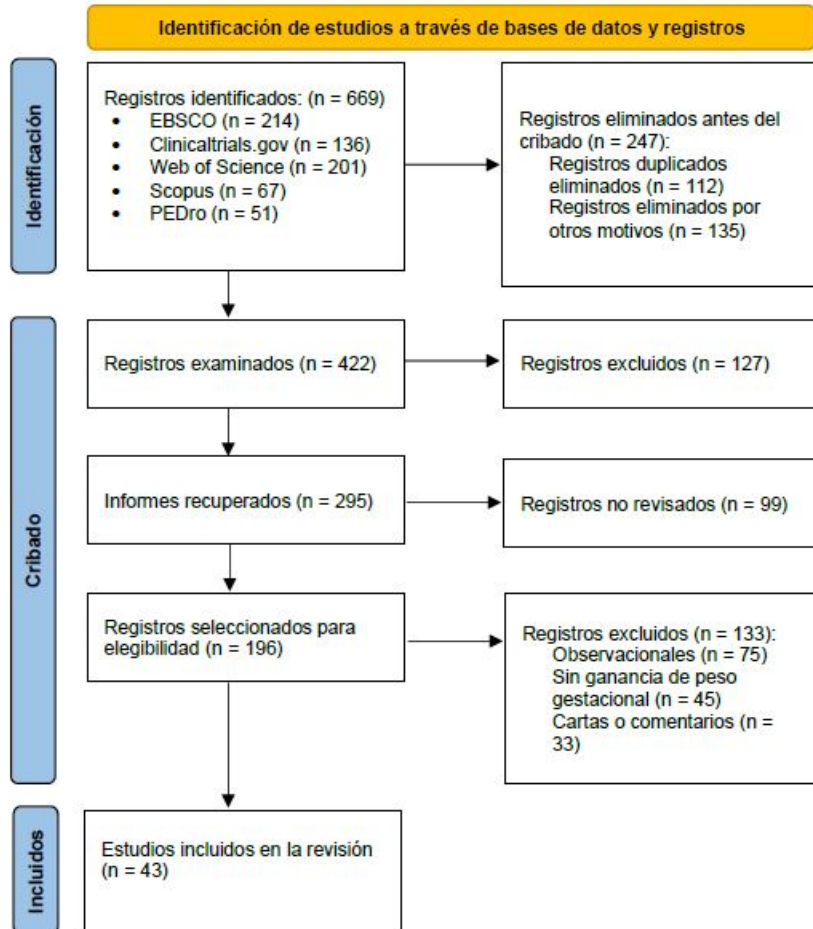 Identificación de estudios a través de bases de datos y registros
Identificación
Registros identificados: (n = 669)
• EBSCO (n = 214)
• Clinicaltrials.gov (n = 136)
• Web of Science (n = 201)
• Scopus (n = 67)
• PEDro (n = 51)
Registros eliminados antes del
cribado (n = 247):
Registros duplicados
eliminados (n = 112)
Registros eliminados por
otros motivos (n = 135)
Cribado
Registros examinados (n = 422)
Registros excluidos (n = 127)
Informes recuperados (n = 295)
Registros no revisados (n = 99)
Registros seleccionados para
elegibilidad (n = 196)
Registros excluidos (n = 133):
Observacionales (n = 75)
Sin ganancia de peso
gestacional (n = 45)
Cartas o comentarios (n =
33)
Incluidos
Estudios incluidos en la revisión
(n = 43)